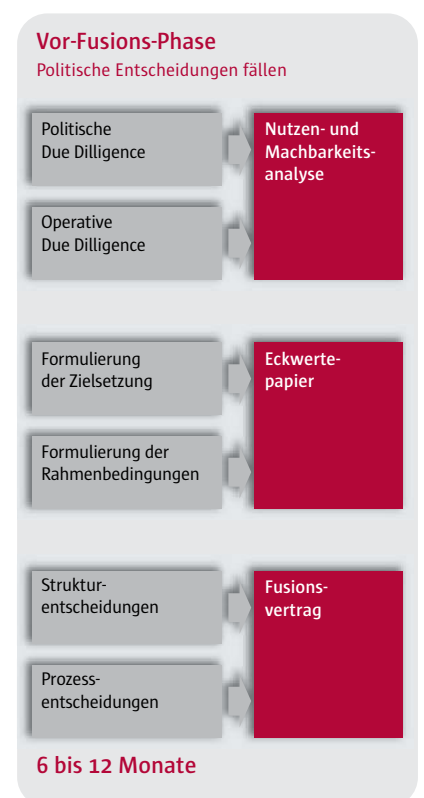 Vor-Fusions-Phase
Politische Entscheidungen fällen
Politische
Due Dilligence
Nutzen- und
Machbarkeits-
analyse
Operative
Due Dilligence
Formulierung
der Zielsetzung
Eckwerte-
papier
Formulierung der
Rahmenbedingungen
Struktur-
entscheidungen
Fusions-
vertrag
Prozess-
entscheidungen
6 bis 12 Monate